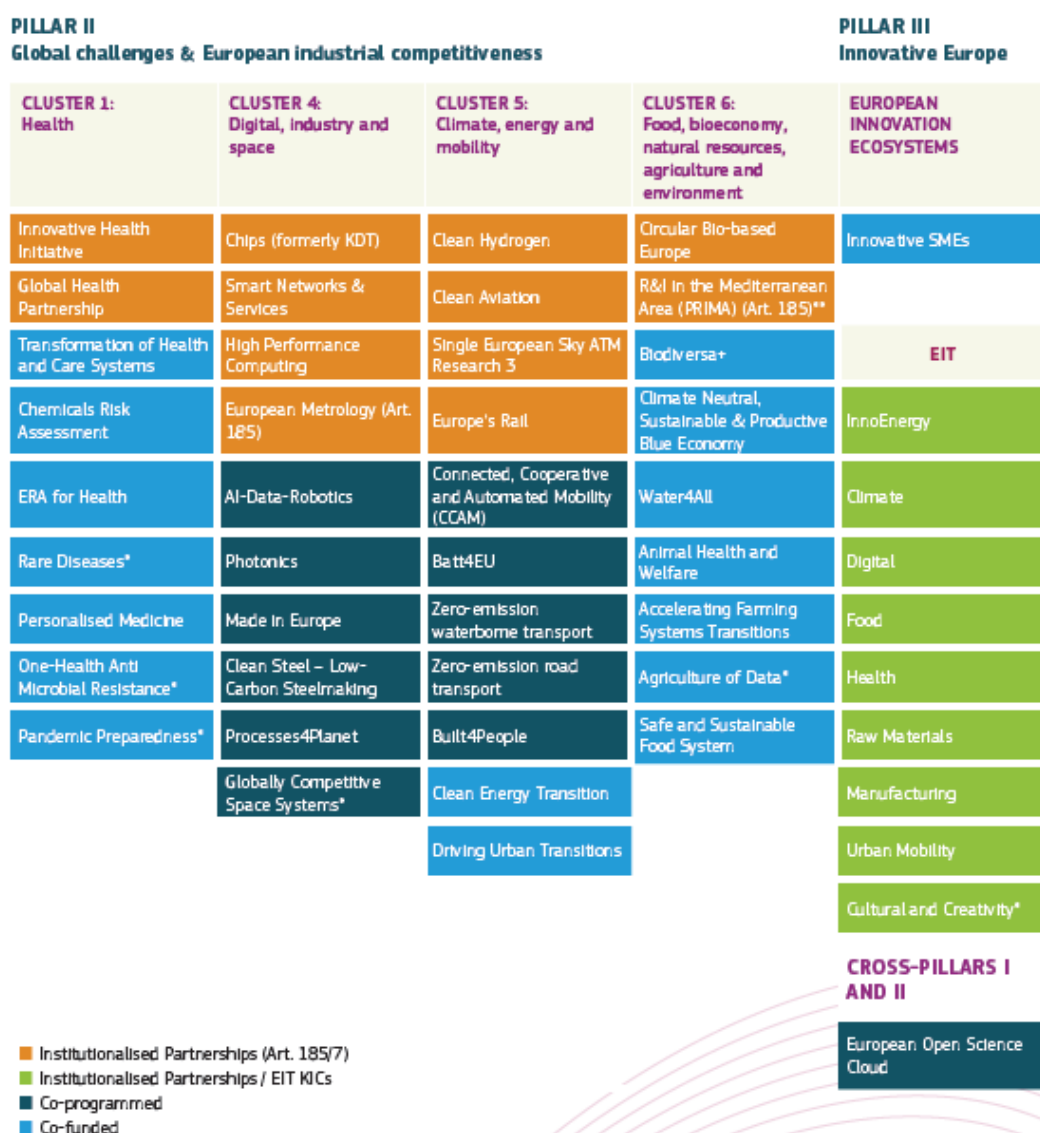 PILLAR II
Global challenges & European industrial competitiveness
PILLAR III
Innovative Europe
CLUSTER 1:
Health
CLUSTER 4:
Digital, industry and
space
CLUSTER 5:
Climate, energy and
mobility
CLUSTER 6:
Food, bioeconomy,
natural resources,
agriculture and
environment
EUROPEAN
INNOVATION
ECOSYSTEMS
Innovative Health
Initiative
Chips (formerly KDT)
Clean Hydrogen
Circular Bio-based
Europe
Innovative SMEs
Global Health
Partnership
Smart Networks &
Services
Clean Aviation
R&I in the Mediterranean
Area (PRIMA) (Art. 185)**
Transformation of Health
and Care Systems
High Performance
Computing
Single European Sky ATM
Research 3
Biodiversa+
EIT
Chemicals Risk
Assessment
European Metrology (Art.
185)
Europe's Rail
Climate Neutral,
Sustainable & Productive
Blue Economy
InnoEnergy
ERA for Health
AI-Data-Robotics
Connected, Cooperative
and Automated Mobility
(CCAM)
Water4All
Climate
Rare Diseases*
Photonics
Batt4EU
Animal Health and
Welfare
Digital
Personalised Medicine
Made in Europe
Zero-emission
waterborne transport
Accelerating Farming
Systems Transitions
Food
One-Health Anti
Microbial Resistance*
Clean Steel – Low-
Carbon Steelmaking
Zero-emission road
transport
Agriculture of Data*
Health
Pandemic Preparedness*
Processes4Planet
Built4People
Safe and Sustainable
Food System
Raw Materials
Globally Competitive
Space Systems*
Clean Energy Transition
Manufacturing
Driving Urban Transitions
Urban Mobility
Cultural and Creativity*
CROSS-PILLARS I
AND II
European Open Science
Cloud
Institutionalised Partnerships (Art. 185/7)
Institutionalised Partnerships / EIT KICs
Co-programmed
Co-funded